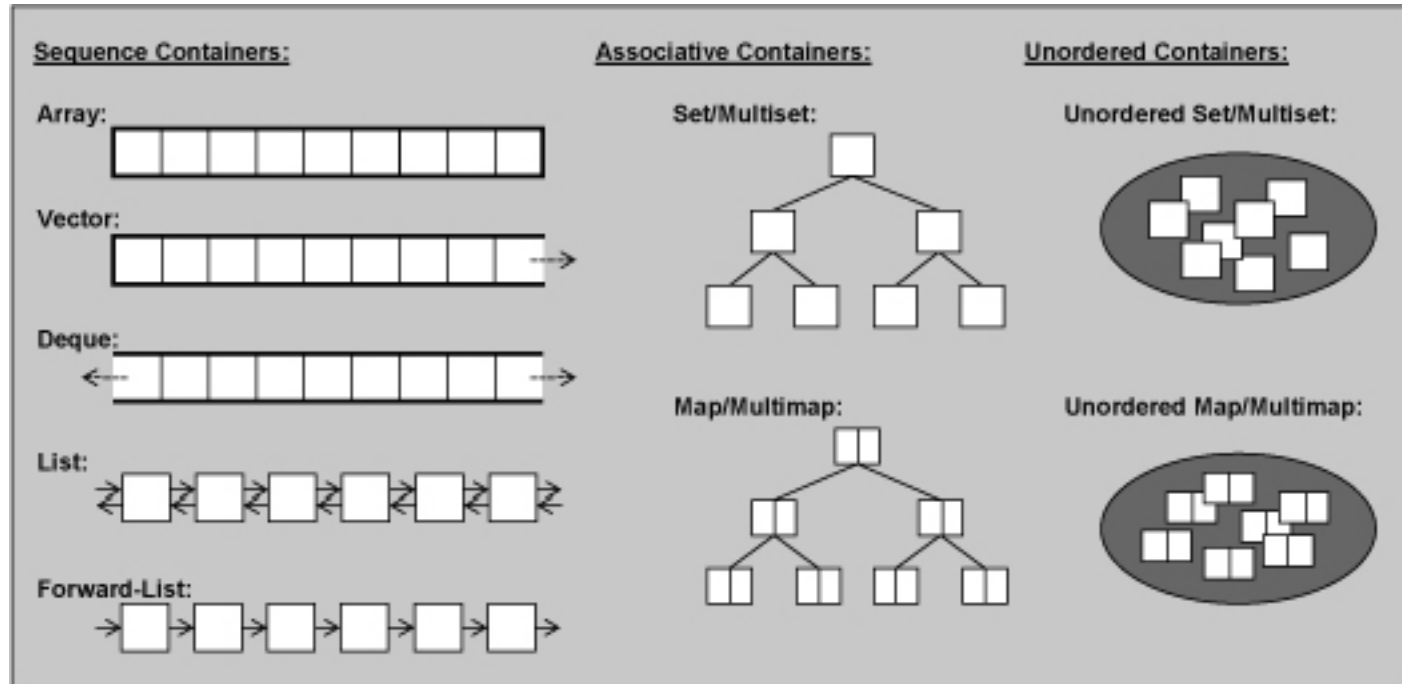 Sequence Containers:
Array:
Vector:
Deque:
List:
Forward-List:
Associative Containers:
Set/Multiset:
Map/Multimap:
Unordered Containers:
Unordered Set/Multiset:
Unordered Map/Multimap: